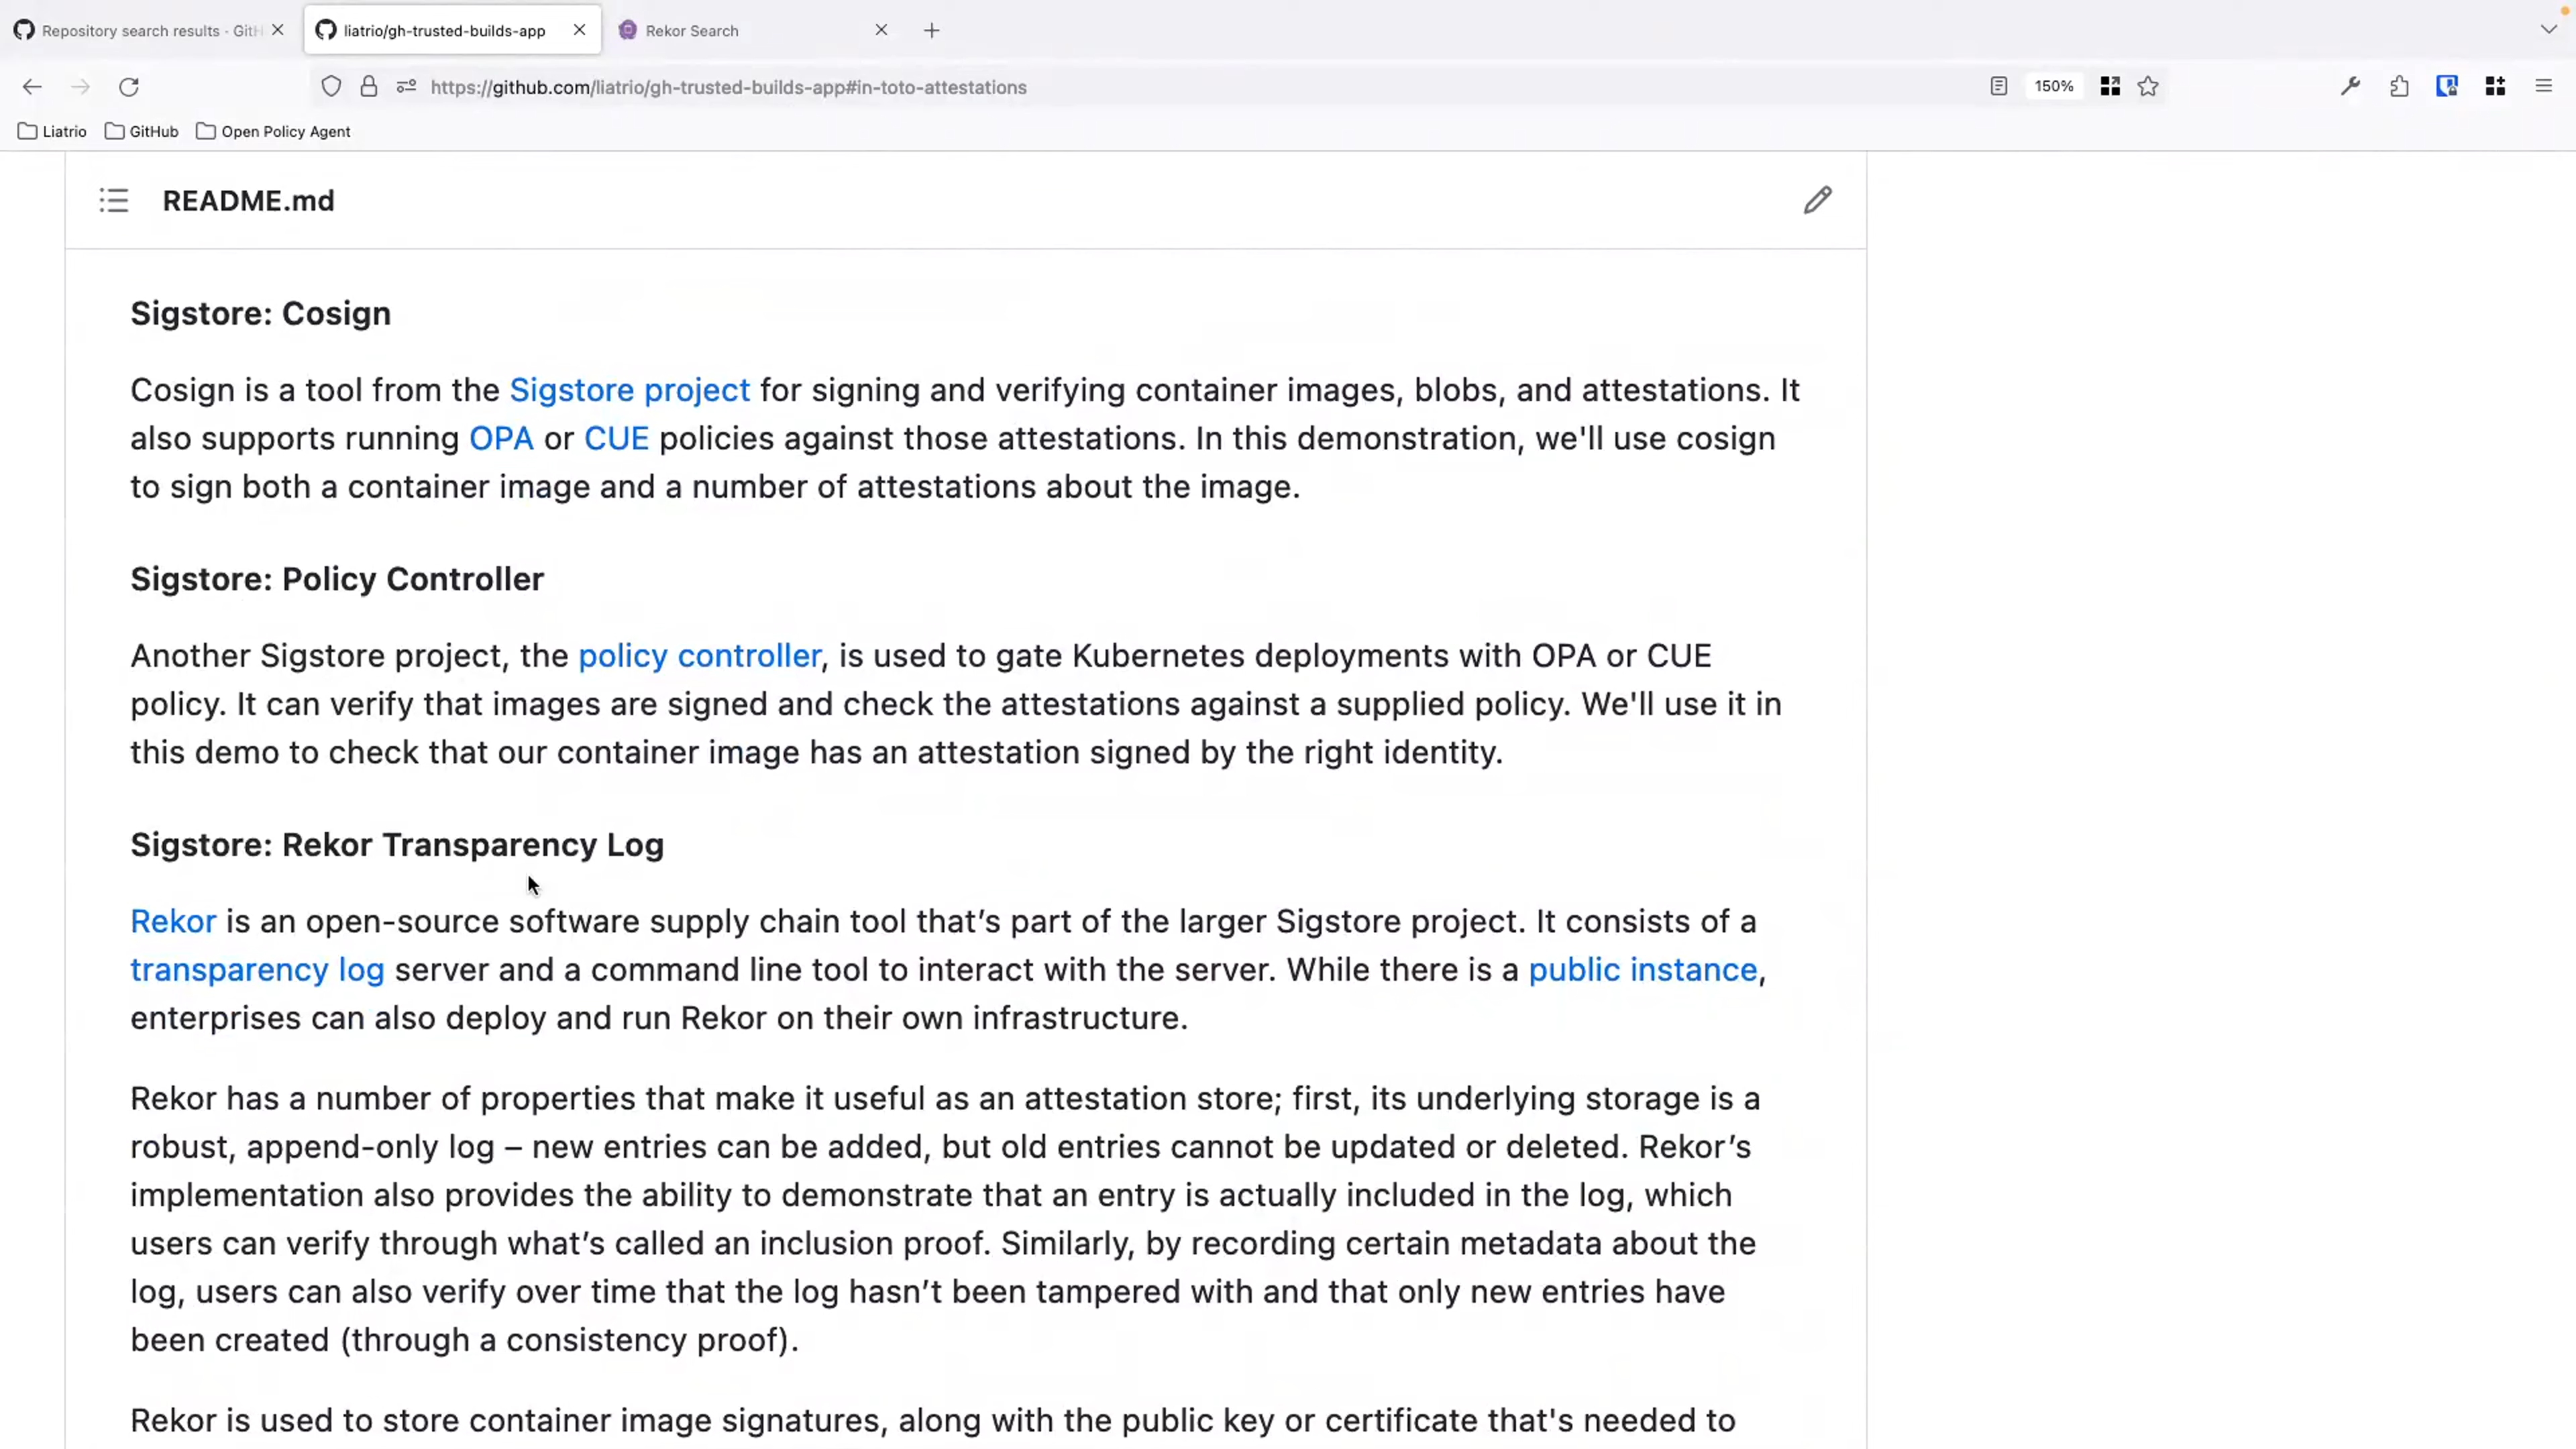 Repository search results · GitH
liatrio/gh-trusted-builds-app
Rekor Search
https://github.com/liatrio/gh-trusted-builds-app#in-toto-attestations
150%
Liatrio
GitHub
Open Policy Agent
README.md
Sigstore: Cosign
Cosign is a tool from the Sigstore project for signing and verifying container images, blobs, and attestations. It
also supports running OPA or CUE policies against those attestations. In this demonstration, we'll use cosign
to sign both a container image and a number of attestations about the image.
Sigstore: Policy Controller
Another Sigstore project, the policy controller, is used to gate Kubernetes deployments with OPA or CUE
policy. It can verify that images are signed and check the attestations against a supplied policy. We'll use it in
this demo to check that our container image has an attestation signed by the right identity.
Sigstore: Rekor Transparency Log
Rekor is an open-source software supply chain tool that’s part of the larger Sigstore project. It consists of a
transparency log server and a command line tool to interact with the server. While there is a public instance,
enterprises can also deploy and run Rekor on their own infrastructure.
Rekor has a number of properties that make it useful as an attestation store; first, its underlying storage is a
robust, append-only log – new entries can be added, but old entries cannot be updated or deleted. Rekor’s
implementation also provides the ability to demonstrate that an entry is actually included in the log, which
users can verify through what’s called an inclusion proof. Similarly, by recording certain metadata about the
log, users can also verify over time that the log hasn’t been tampered with and that only new entries have
been created (through a consistency proof).
Rekor is used to store container image signatures, along with the public key or certificate that's needed to